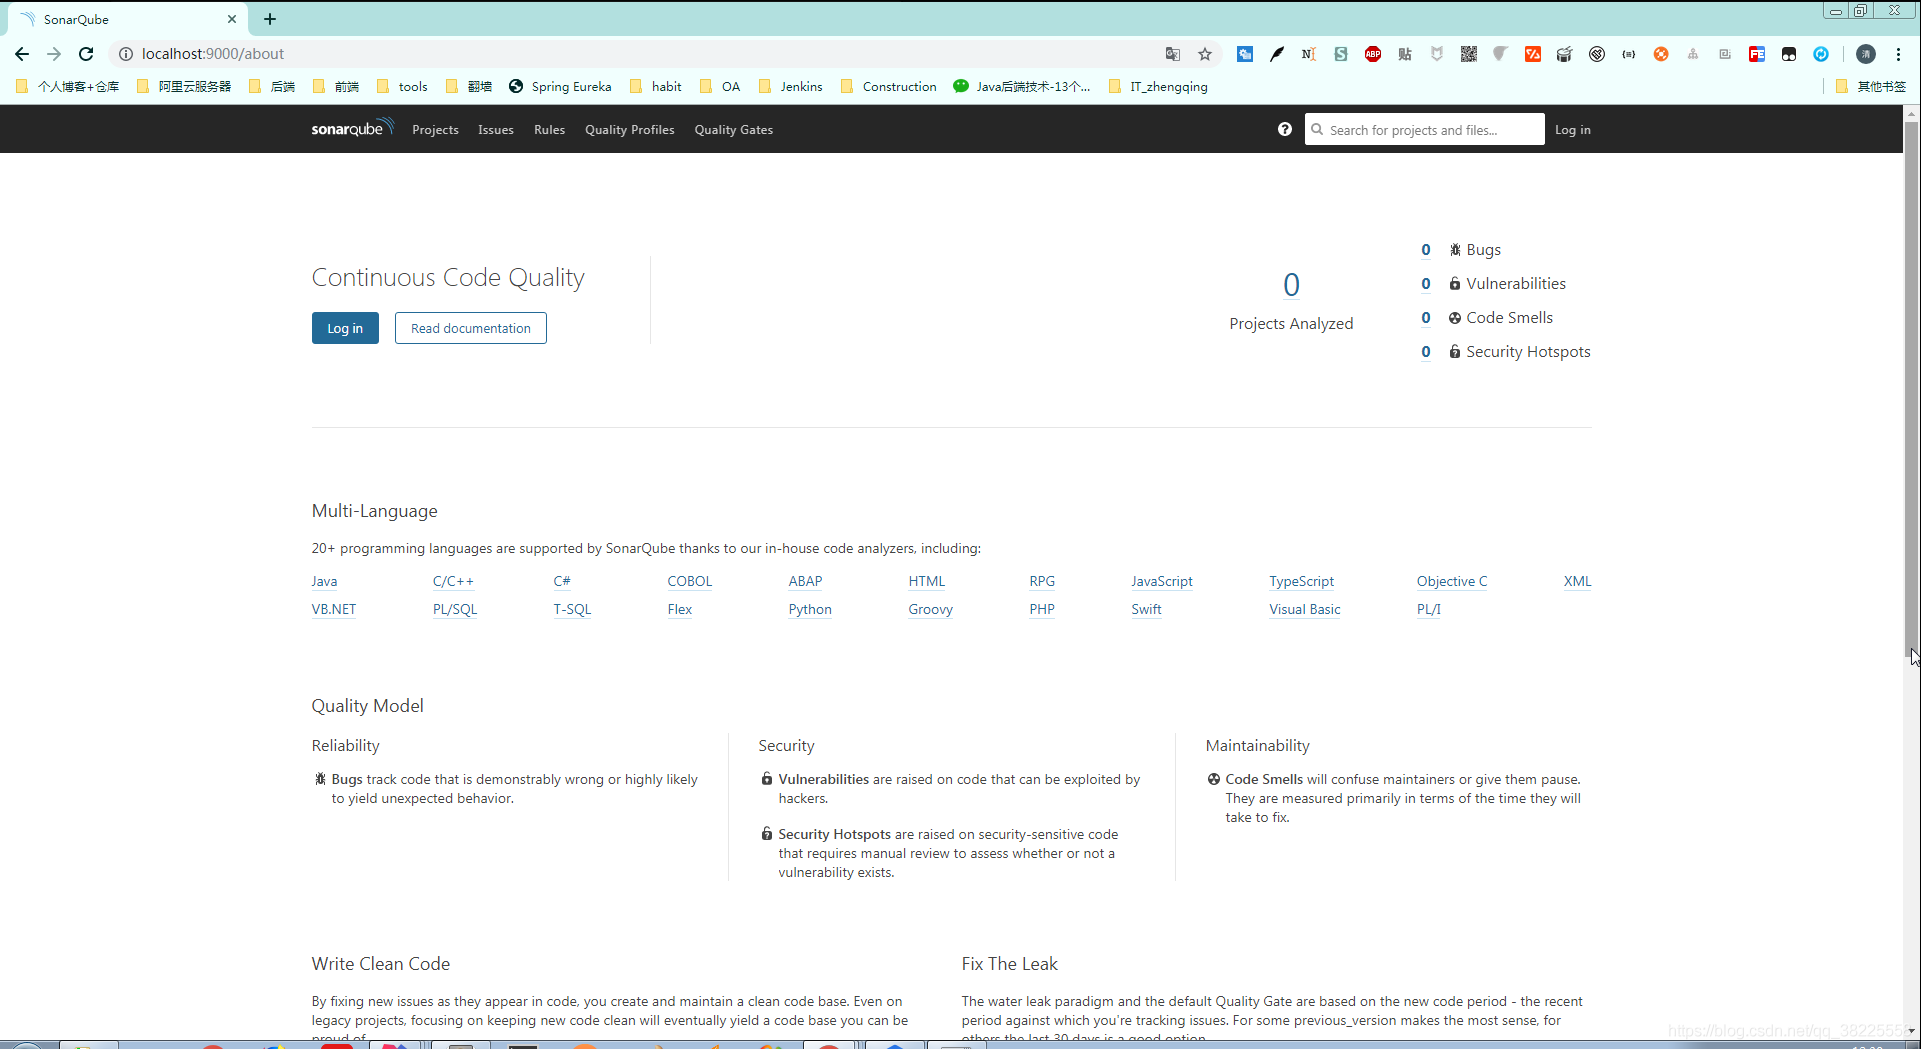 SonarQube
localhost:9000/about
个人博客+仓库 阿里云服务器 后端 前端 tools 翻墙 Spring Eureka habit OA Jenkins Construction Java后端技术-13个... IT_zhengqing 其他书签
sonarqube Projects Issues Rules Quality Profiles Quality Gates Search for projects and files... Log in
Continuous Code Quality
Log in Read documentation
0
Projects Analyzed
0 Bugs
0 Vulnerabilities
0 Code Smells
0 Security Hotspots
Multi-Language
20+ programming languages are supported by SonarQube thanks to our in-house code analyzers, including:
Java C/C++ C# COBOL ABAP HTML RPG JavaScript TypeScript Objective C XML
VB.NET PL/SQL T-SQL Flex Python Groovy PHP Swift Visual Basic PL/I
Quality Model
Reliability
Bugs track code that is demonstrably wrong or highly likely
to yield unexpected behavior.
Security
Vulnerabilities are raised on code that can be exploited by
hackers.
Security Hotspots are raised on security-sensitive code
that requires manual review to assess whether or not a
vulnerability exists.
Maintainability
Code Smells will confuse maintainers or give them pause.
They are measured primarily in terms of the time they will
take to fix.
Write Clean Code
By fixing new issues as they appear in code, you create and maintain a clean code base. Even on
legacy projects, focusing on keeping new code clean will eventually yield a code base you can be
proud of
Fix The Leak
The water leak paradigm and the default Quality Gate are based on the new code period - the recent
period against which you're tracking issues. For some previous_version makes the most sense, for
others the last 30 days is a good option